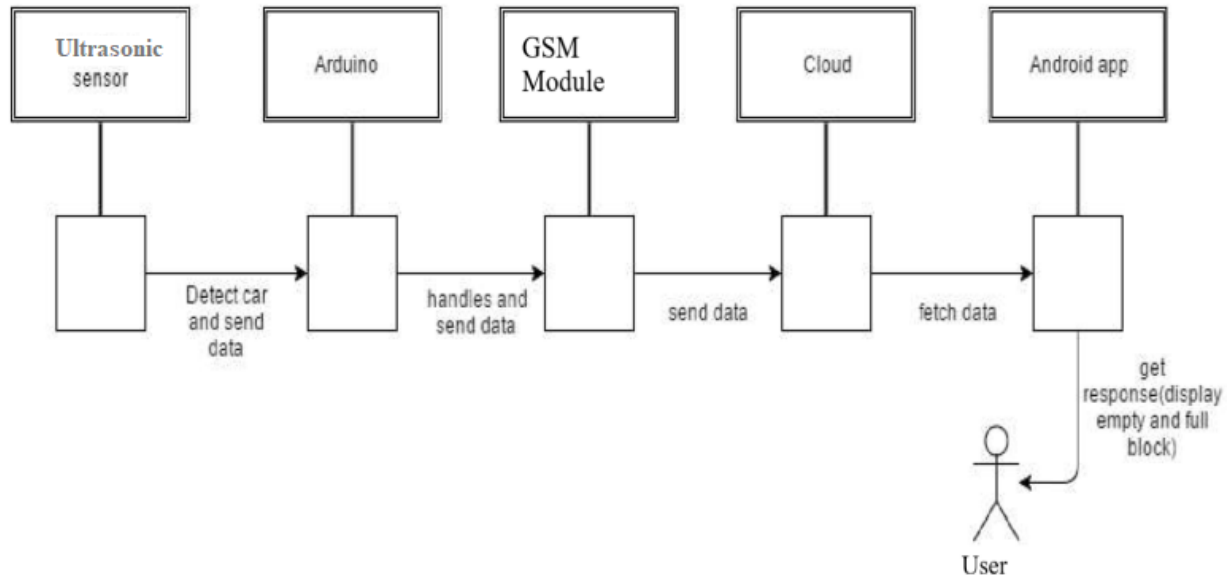 Ultrasonic
sensor
Arduino
GSM
Module
Cloud
Android app
Detect car
and send
data
handles and
send data
send data
fetch data
get
response(display
empty and full
block)
User